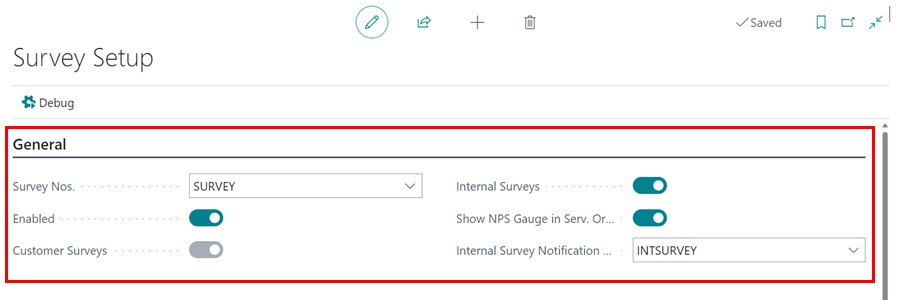 Saved
Survey Setup
Debug
General
Survey Nos. SURVEY
Enabled
Customer Surveys
Internal Surveys
Show NPS Gauge in Serv. Or...
Internal Survey Notification ... INTSURVEY